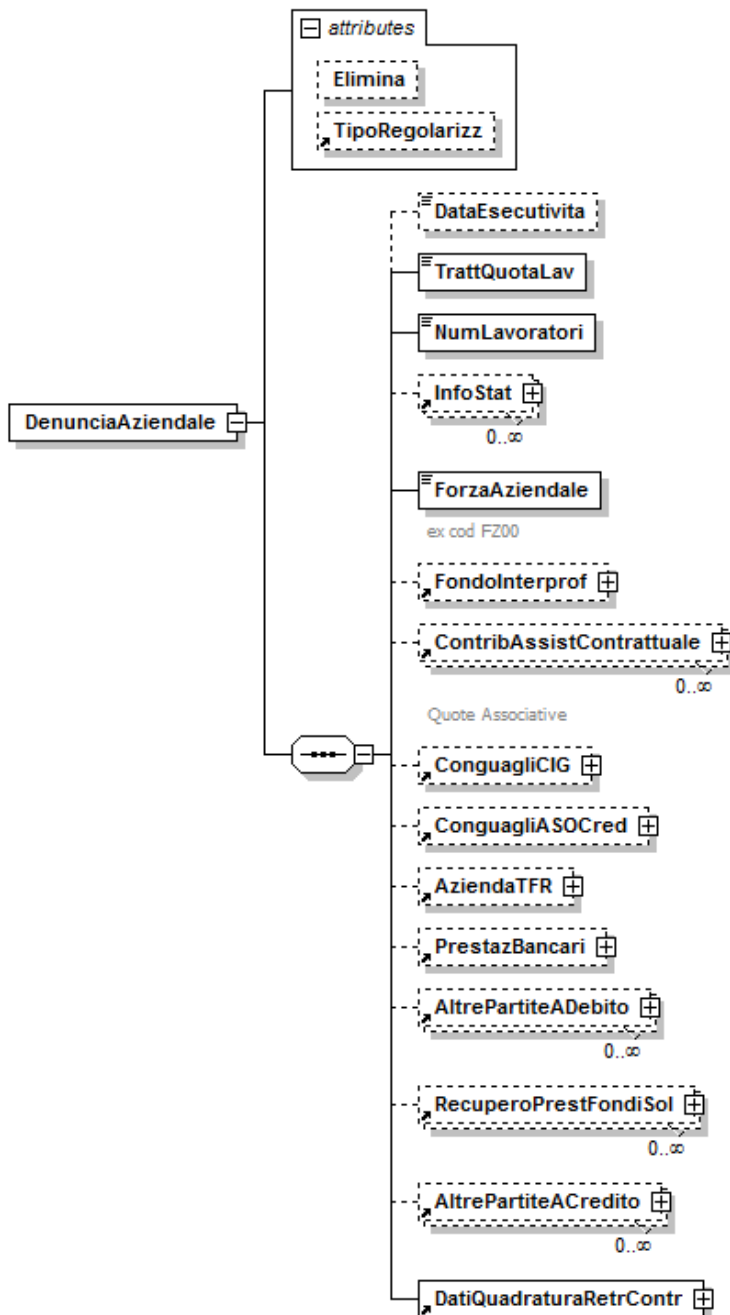 attributes
Elimina
TipoRegolarizz
DataEsecutivita
TrattQuotaLav
NumLavoratori
DenunciaAziendale
InfoStat
0..∞
ForzaAziendale
ex cod FZ00
FondoInterprof
ContribAssistContrattuale
0..∞
Quote Associative
ConguagliCIG
ConguagliASOCred
AziendaTFR
PrestazBancari
AltrePartiteADebito
0..∞
RecuperoPrestFondiSol
0..∞
AltrePartiteACredito
0..∞
DatiQuadraturaRetrContr